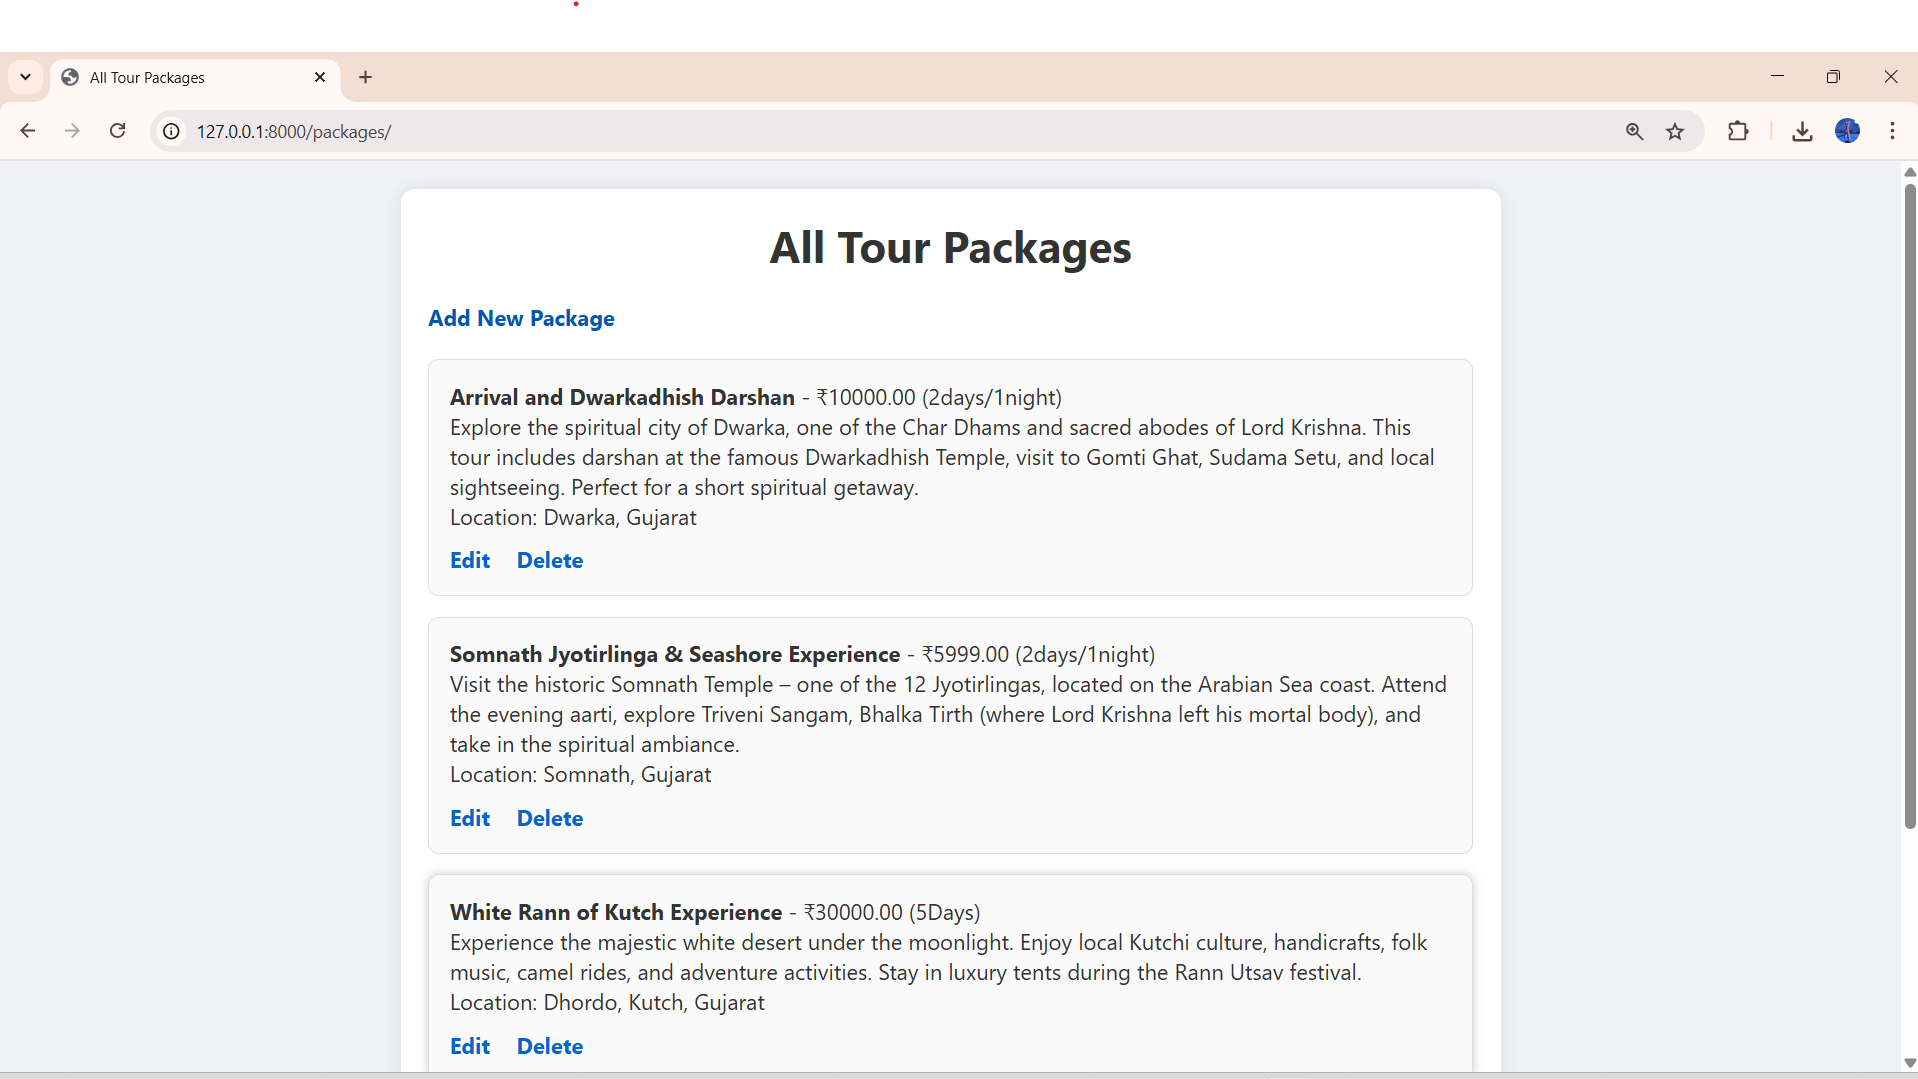 All Tour Packages
127.0.0.1:8000/packages/
All Tour Packages
Add New Package
Arrival and Dwarkadhish Darshan - ₹10000.00 (2days/1night)
Explore the spiritual city of Dwarka, one of the Char Dhams and sacred abodes of Lord Krishna. This
tour includes darshan at the famous Dwarkadhish Temple, visit to Gomti Ghat, Sudama Setu, and local
sightseeing. Perfect for a short spiritual getaway.
Location: Dwarka, Gujarat
Edit Delete
Somnath Jyotirlinga & Seashore Experience - ₹5999.00 (2days/1night)
Visit the historic Somnath Temple – one of the 12 Jyotirlingas, located on the Arabian Sea coast. Attend
the evening aarti, explore Triveni Sangam, Bhalka Tirth (where Lord Krishna left his mortal body), and
take in the spiritual ambiance.
Location: Somnath, Gujarat
Edit Delete
White Rann of Kutch Experience - ₹30000.00 (5Days)
Experience the majestic white desert under the moonlight. Enjoy local Kutchi culture, handicrafts, folk
music, camel rides, and adventure activities. Stay in luxury tents during the Rann Utsav festival.
Location: Dhordo, Kutch, Gujarat
Edit Delete